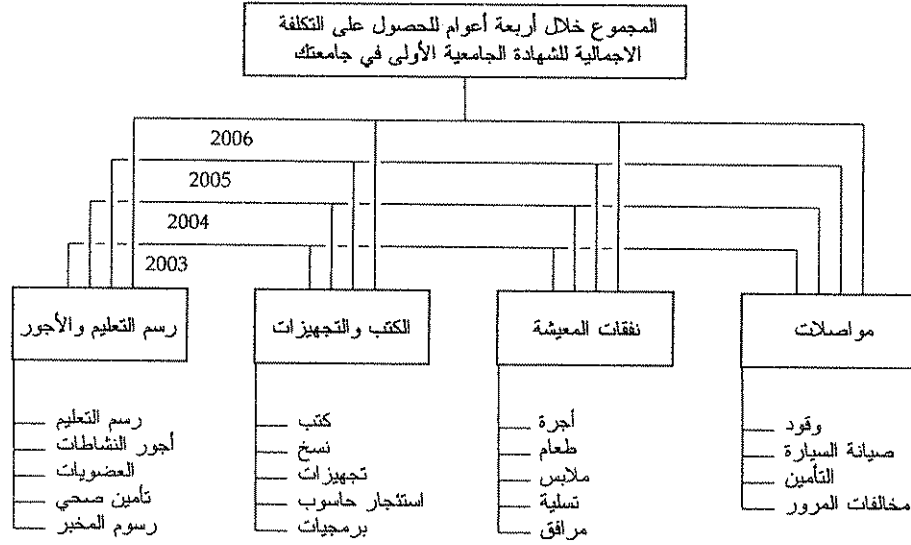 المجموع خلال أربعة أعوام للحصول على التكلفة
الاجمالية للشهادة الجامعية الأولى في جامعتك
2006
2005
2004
2003
رسم التعليم والأجور
رسم التعليم
أجور النشاطات
العضويات
تأمين صحي
رسوم المخبر
الكتب والتجهيزات
كتب
نسخ
تجهيزات
استئجار حاسوب
برمجيات
نفقات المعيشة
أجرة
طعام
ملابس
تسلية
مرافق
مواصلات
وقود
صيانة السيارة
التأمين
مخالفات المرور